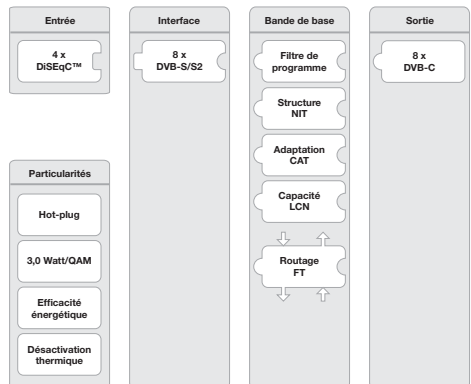 Entrée
4 x
DiSEqC™
Interface
8 x
DVB-S/S2
Bande de base
Filtre de
programme
Structure
NIT
Adaptation
CAT
Capacité
LCN
Routage
FT
Sortie
8 x
DVB-C
Particularités
Hot-plug
3,0 Watt/QAM
Efficacité
énergétique
Désactivation
thermique